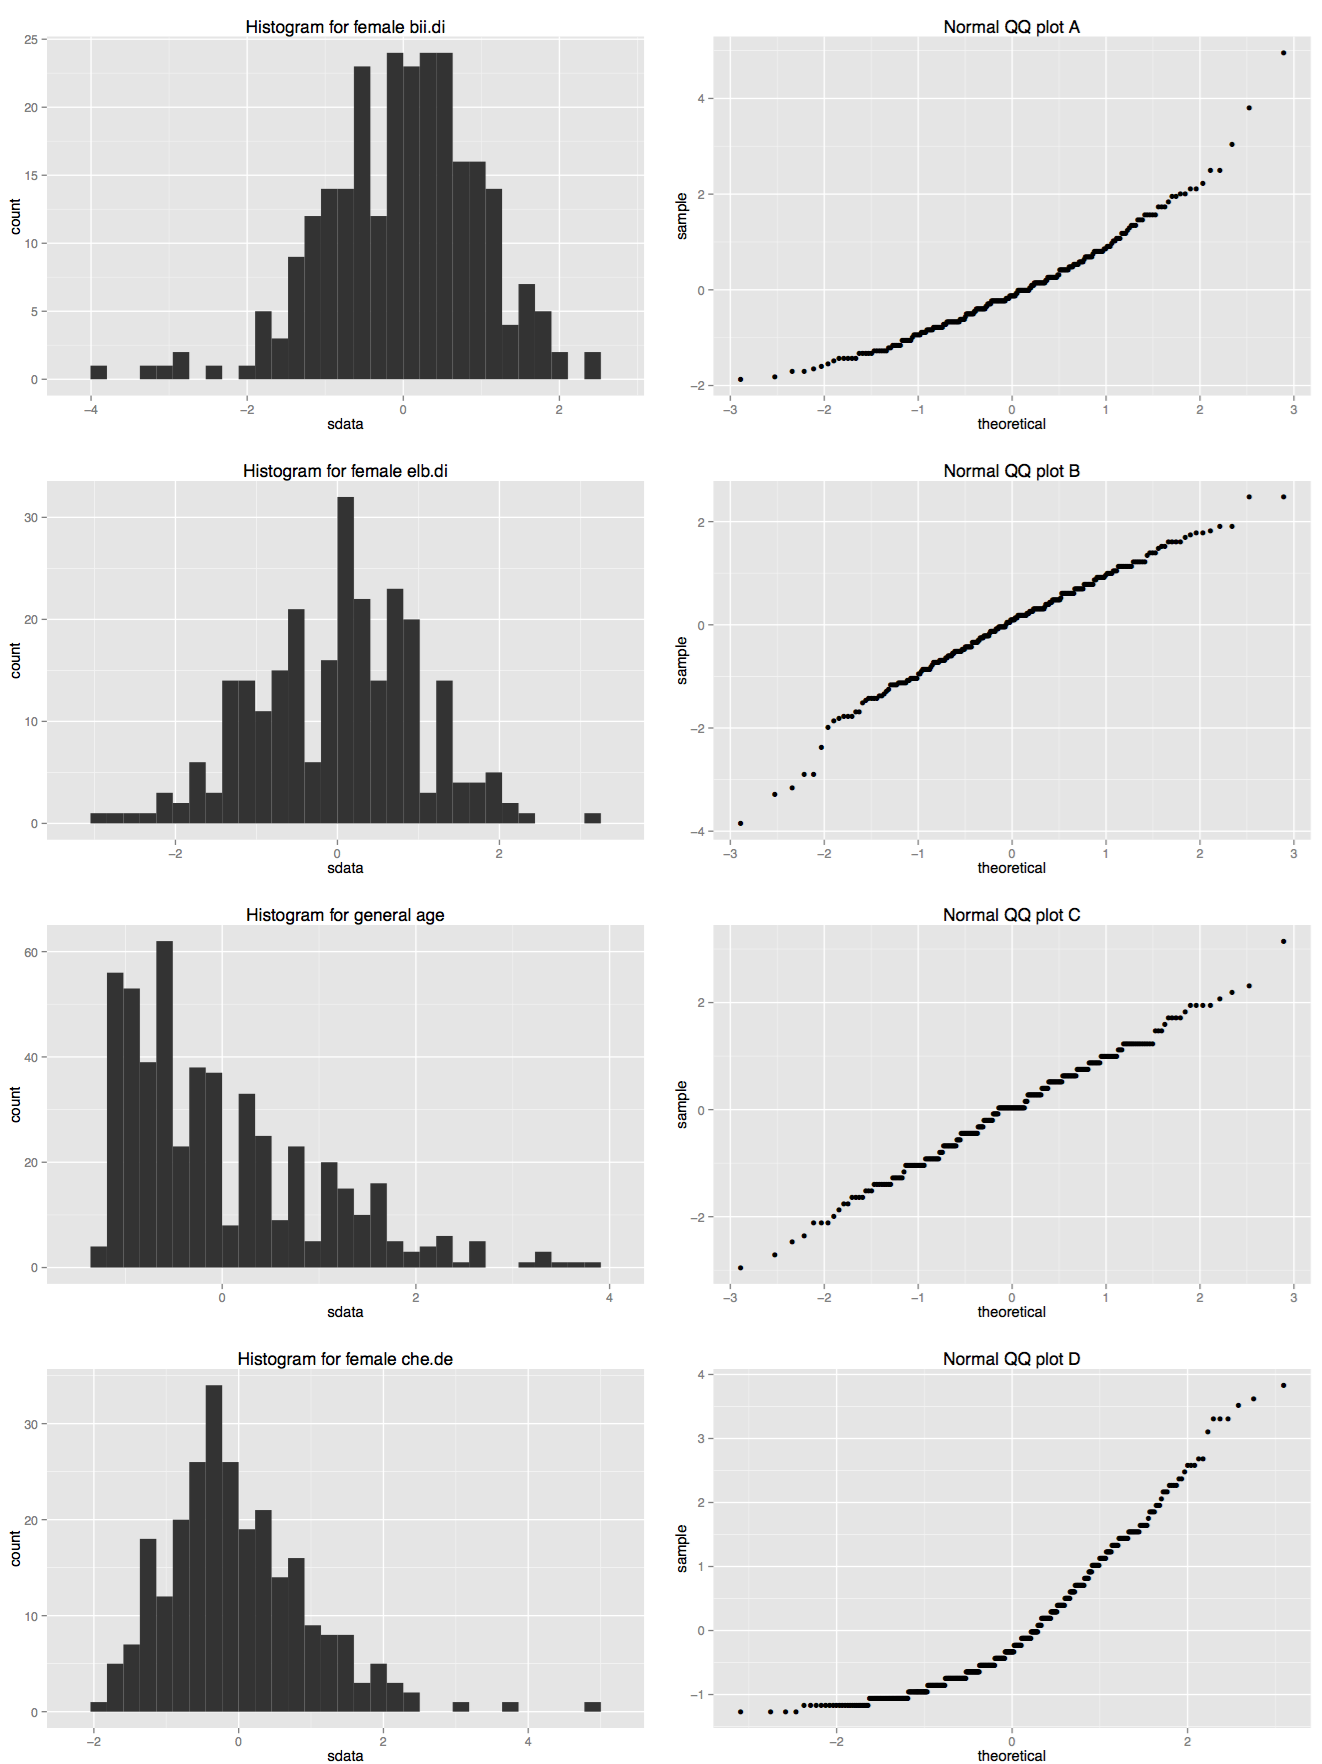 Histogram for female bii.di
25
20
15
10
5
0
count
−4 −2 0 2
sdata
Normal QQ plot A
4
2
0
−2
sample
−3 −2 −1 0 1 2 3
theoretical
Histogram for female elb.di
30
20
10
0
count
−2 0 2
sdata
Normal QQ plot B
2
0
−2
−4
sample
−3 −2 −1 0 1 2 3
theoretical
Histogram for general age
60
40
20
0
count
0 2 4
sdata
Normal QQ plot C
2
0
−2
sample
−3 −2 −1 0 1 2 3
theoretical
Histogram for female che.de
30
20
10
0
count
−2 0 2 4
sdata
Normal QQ plot D
4
3
2
1
0
−1
sample
−2 0 2
theoretical